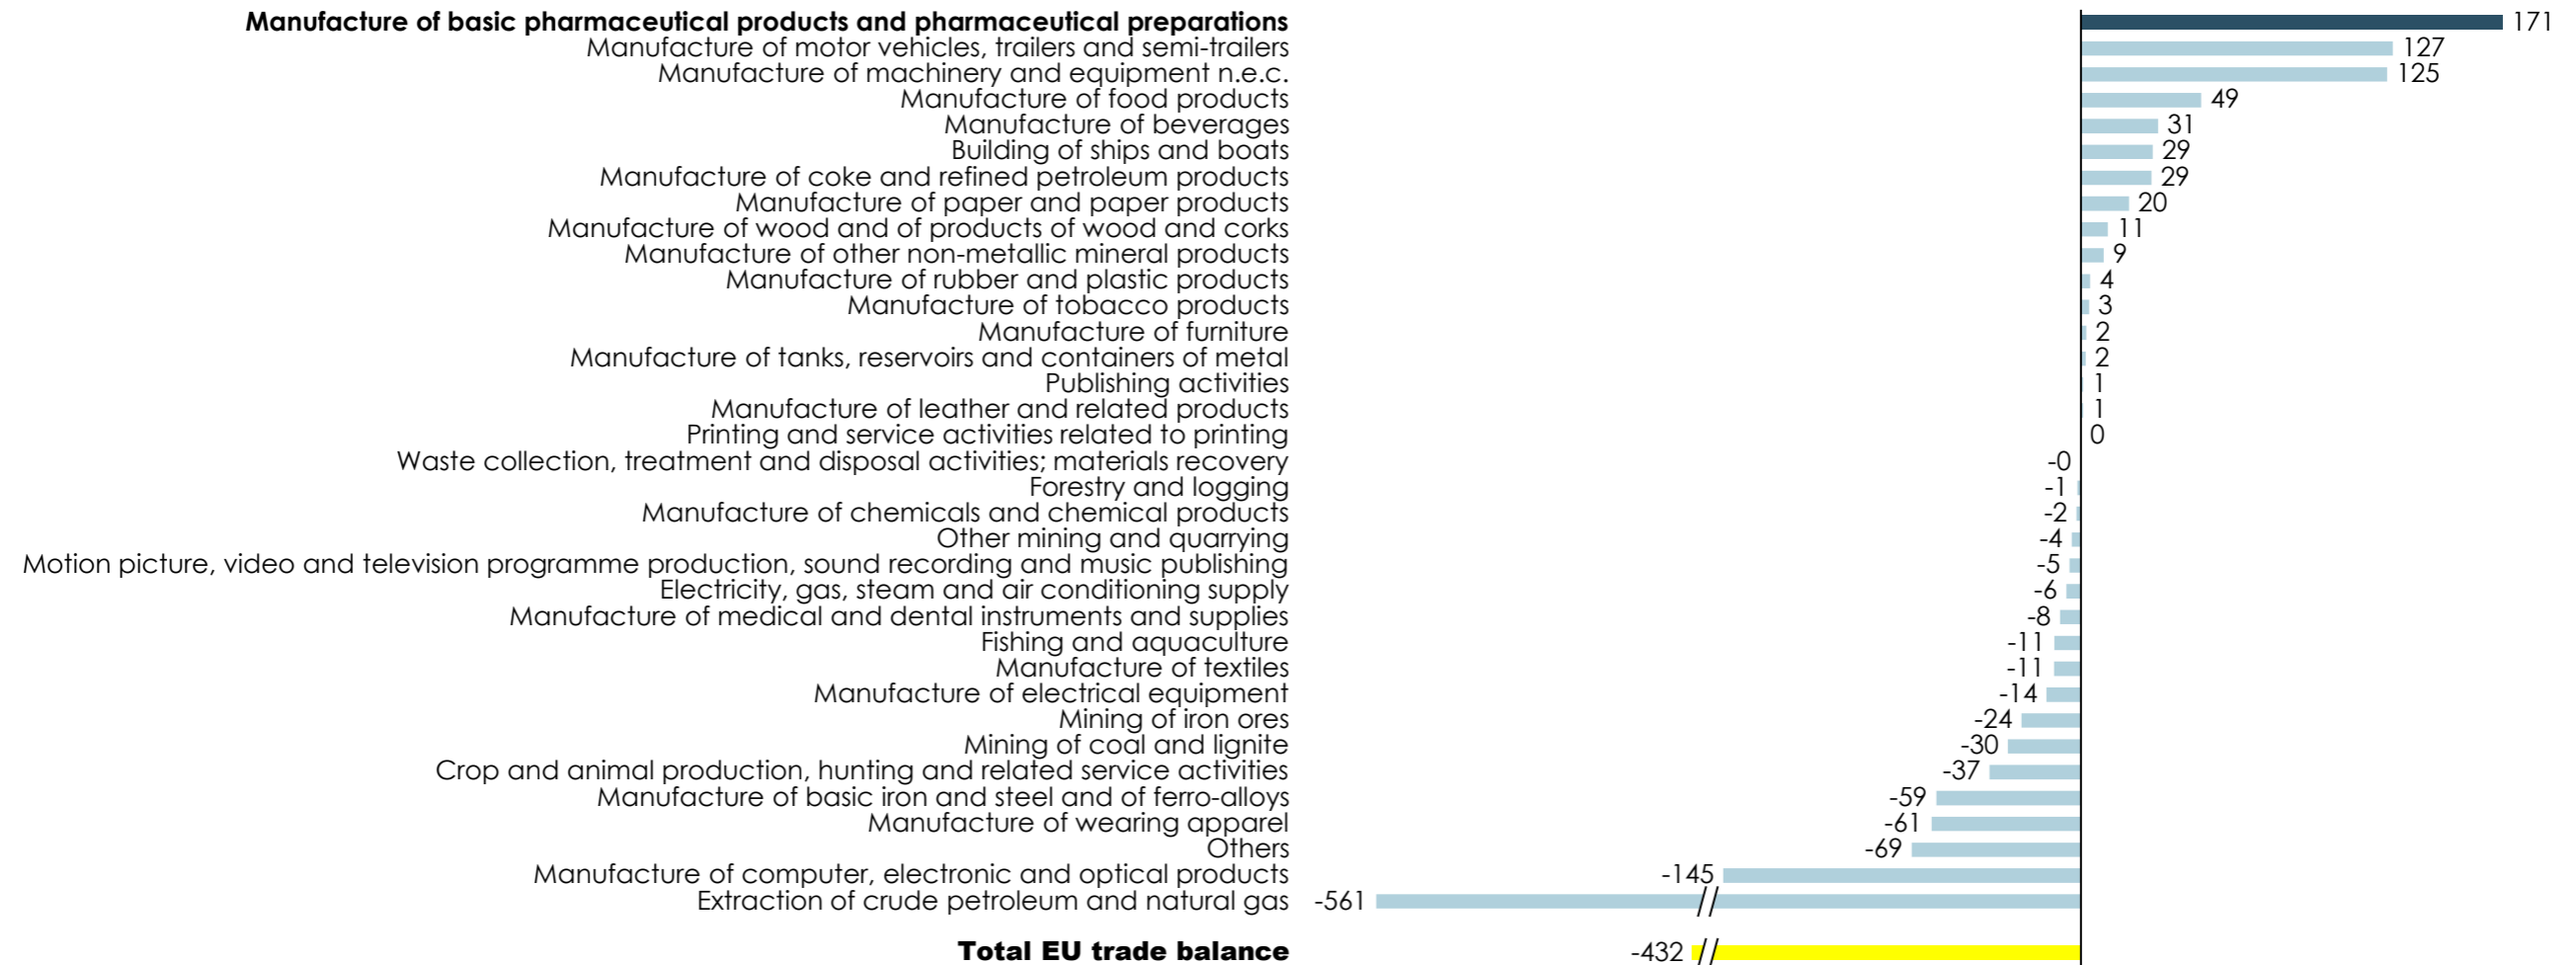 Manufacture of basic pharmaceutical products and pharmaceutical preparations 171
Manufacture of motor vehicles, trailers and semi-trailers 127
Manufacture of machinery and equipment n.e.c. 125
Manufacture of food products 49
Manufacture of beverages 31
Building of ships and boats 29
Manufacture of coke and refined petroleum products 29
Manufacture of paper and paper products 20
Manufacture of wood and of products of wood and corks 11
Manufacture of other non-metallic mineral products 9
Manufacture of rubber and plastic products 4
Manufacture of tobacco products 3
Manufacture of furniture 2
Manufacture of tanks, reservoirs and containers of metal 2
Publishing activities 1
Manufacture of leather and related products 1
Printing and service activities related to printing 0
Waste collection, treatment and disposal activities; materials recovery -0
Forestry and logging -1
Manufacture of chemicals and chemical products -2
Other mining and quarrying -4
Motion picture, video and television programme production, sound recording and music publishing -5
Electricity, gas, steam and air conditioning supply -6
Manufacture of medical and dental instruments and supplies -8
Fishing and aquaculture -11
Manufacture of textiles -11
Manufacture of electrical equipment -14
Mining of iron ores -24
Mining of coal and lignite -30
Crop and animal production, hunting and related service activities -37
Manufacture of basic iron and steel and of ferro-alloys -59
Manufacture of wearing apparel -61
Others -69
Manufacture of computer, electronic and optical products -145
Extraction of crude petroleum and natural gas -561
Total EU trade balance -432